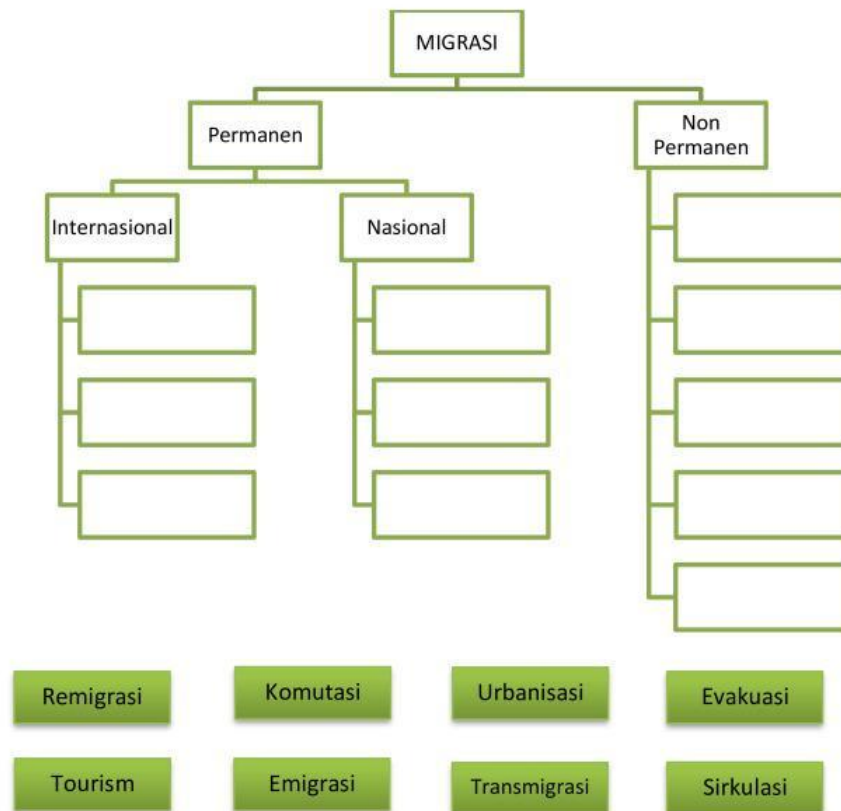 MIGRASI
Permanen
Non
Permanen
Internasional
Nasional
Remigrasi
Komutasi
Urbanisasi
Evakuasi
Tourism
Emigrasi
Transmigrasi
Sirkulasi